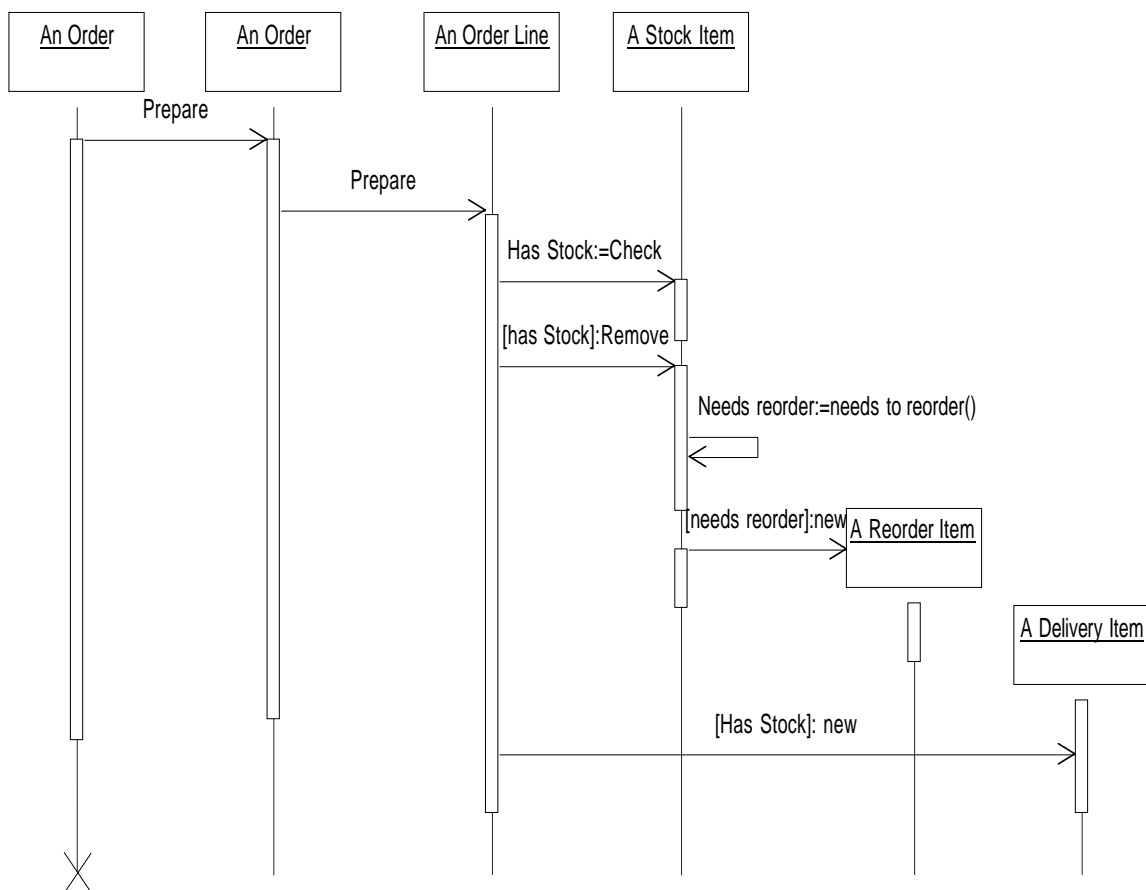 An Order
An Order
An Order Line
A Stock Item
Prepare
Prepare
Has Stock:=Check
[has Stock]:Remove
Needs reorder:=needs to reorder()
[needs reorder]:new
A Reorder Item
A Delivery Item
[Has Stock]: new